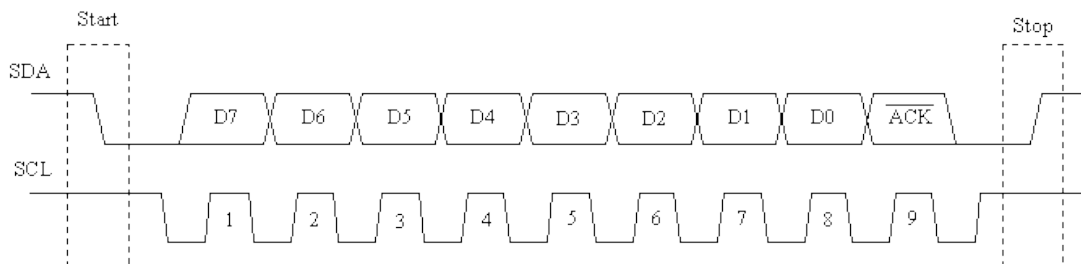 Start
Stop
SDA
D7 D6 D5 D4 D3 D2 D1 D0 ACK
SCL
1 2 3 4 5 6 7 8 9